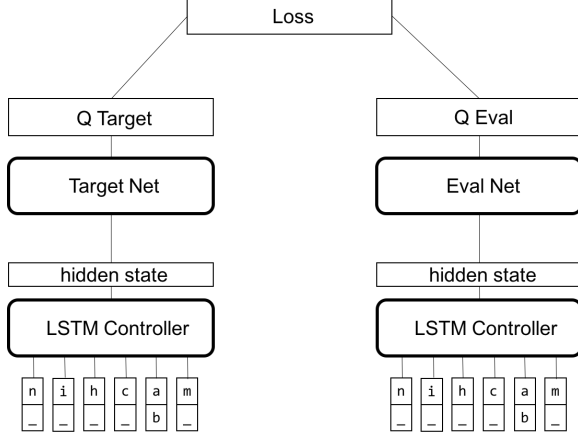 Loss
Q Target Q Eval
Target Net Eval Net
hidden state hidden state
LSTM Controller LSTM Controller
n i h c a m n i h c a m
_ _ _ _ b _ _ _ _ _ b _